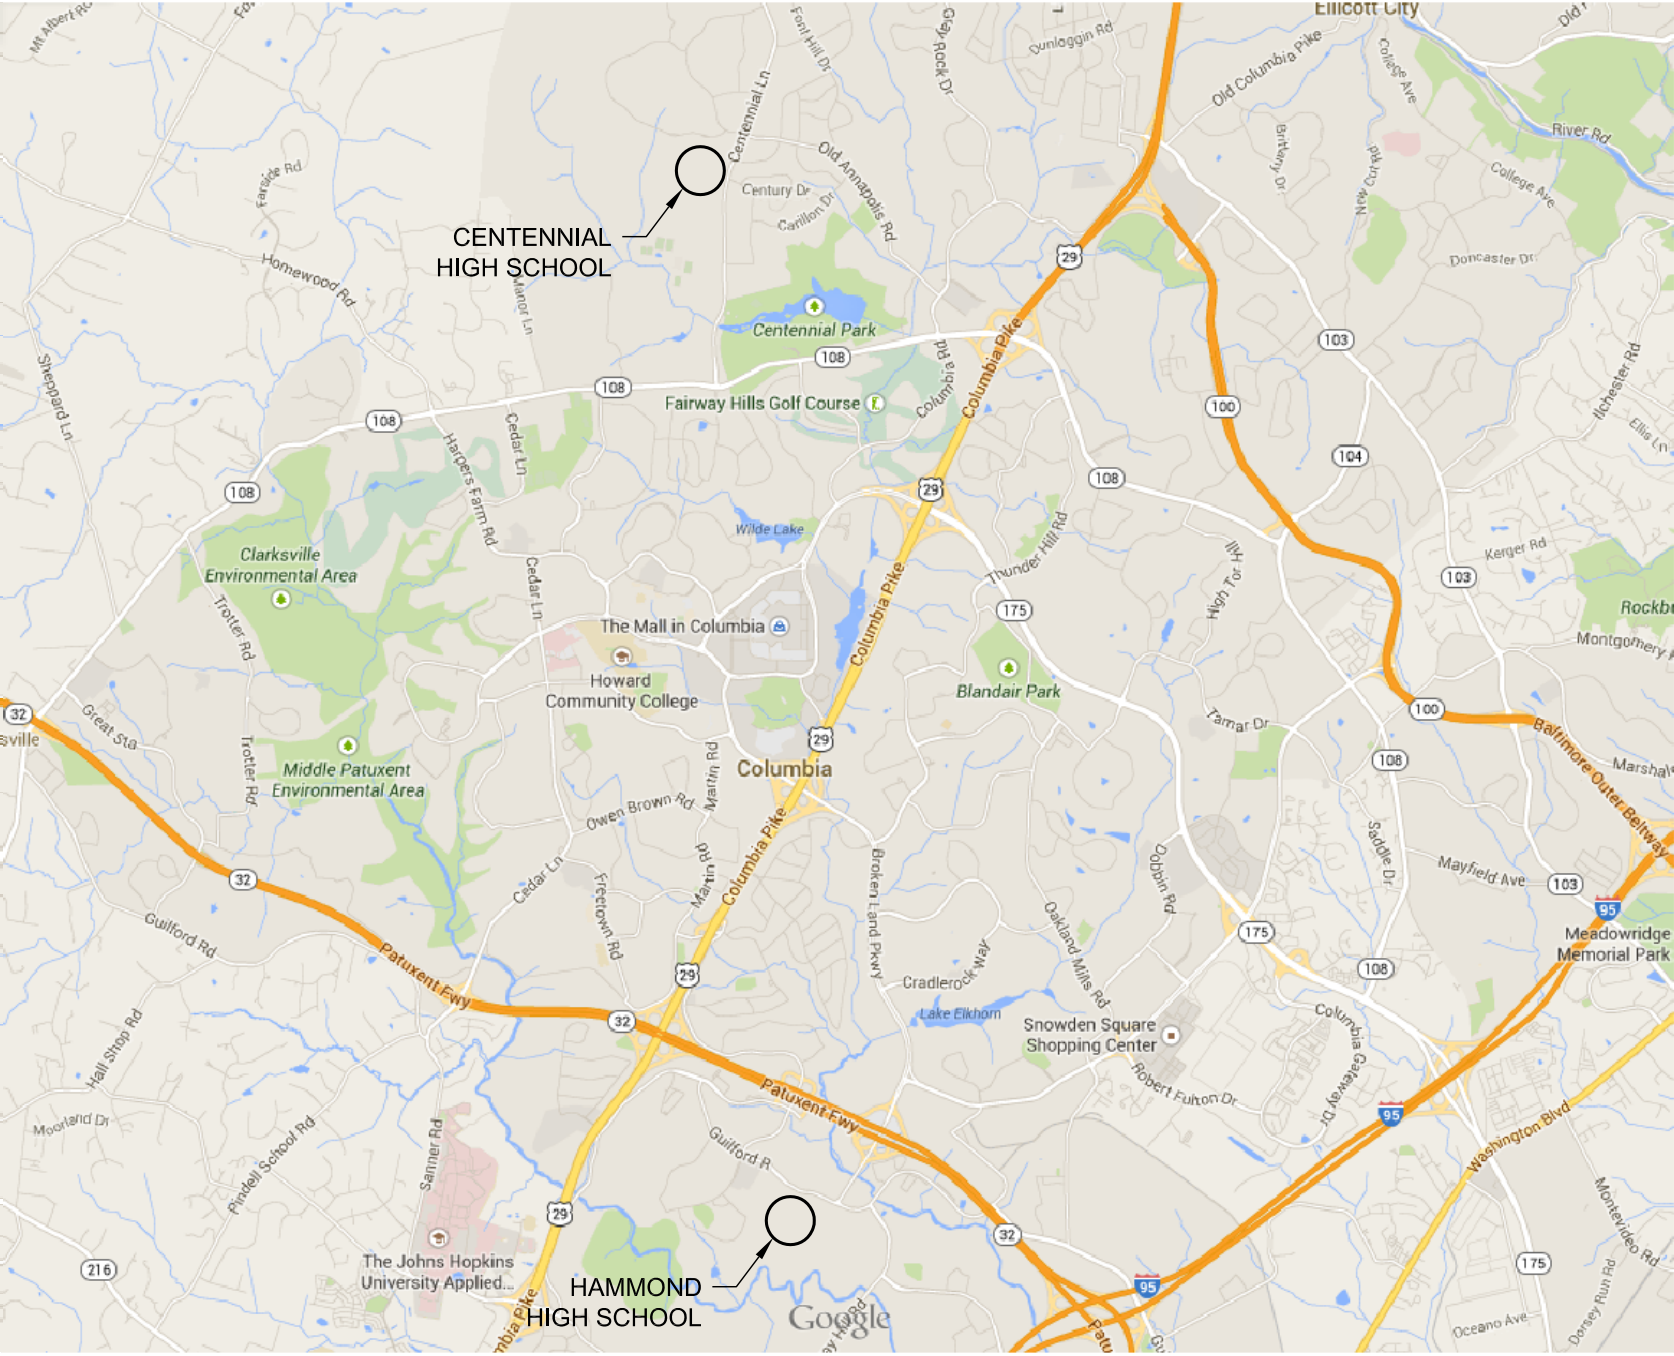 Ellicott City
Mt Albert Rd
Font Hill Dr
Gray Rock Dr
Dunloggin Rd
Old Columbia Pike
College Ave
River Rd
Centennial Ln
Old Annapolis Rd
Brittany Dr
New Cut Rd
College Ave
Farside Rd
Century Dr
Carillon Dr
CENTENNIAL
HIGH SCHOOL
Homewood Rd
Manor Ln
29
Doncaster Dr
Centennial Park
108
103
Sheppard Ln
108
Fairway Hills Golf Course
Columbia Rd
Columbia Pike
100
Ilchester Rd
Ellis Ln
108
Harpers Farm Rd
Cedar Ln
104
108
29
108
Wilde Lake
Clarksville
Environmental Area
Cedar Ln
Thunder Hill Rd
High Tor Hill
Kerger Rd
103
Trotter Rd
The Mall in Columbia
Columbia Pike
175
Rockbu
Montgomery
Howard
Community College
Blandair Park
32
sville
Great Sta
Trotter Rd
Middle Patuxent
Environmental Area
Martin Rd
29
Columbia
Tamar Dr
100
108
Baltimore Outer Beltway
Marshal
Owen Brown Rd
Columbia Pike
Broken Land Pkwy
Dobbin Rd
Saddle Dr
Mayfield Ave
103
95
32
Cedar Ln
Freetown Rd
Martin Rd
Oakland Mills Rd
175
Meadowridge
Memorial Park
Guilford Rd
Patuxent Fwy
29
Cradlerock Way
108
Lake Elkhorn
32
Snowden Square
Shopping Center
Columbia Gateway Dr
Hall Shop Rd
Patuxent Fwy
Robert Fulton Dr
95
Moorland Dr
Pindell School Rd
Sanner Rd
Guilford R
Washington Blvd
29
32
Montevideo Rd
216
The Johns Hopkins
University Applied...
95
175
HAMMOND
HIGH SCHOOL
mbia Pike
Google
Patu
Oceano Ave
Dorsey Run Rd